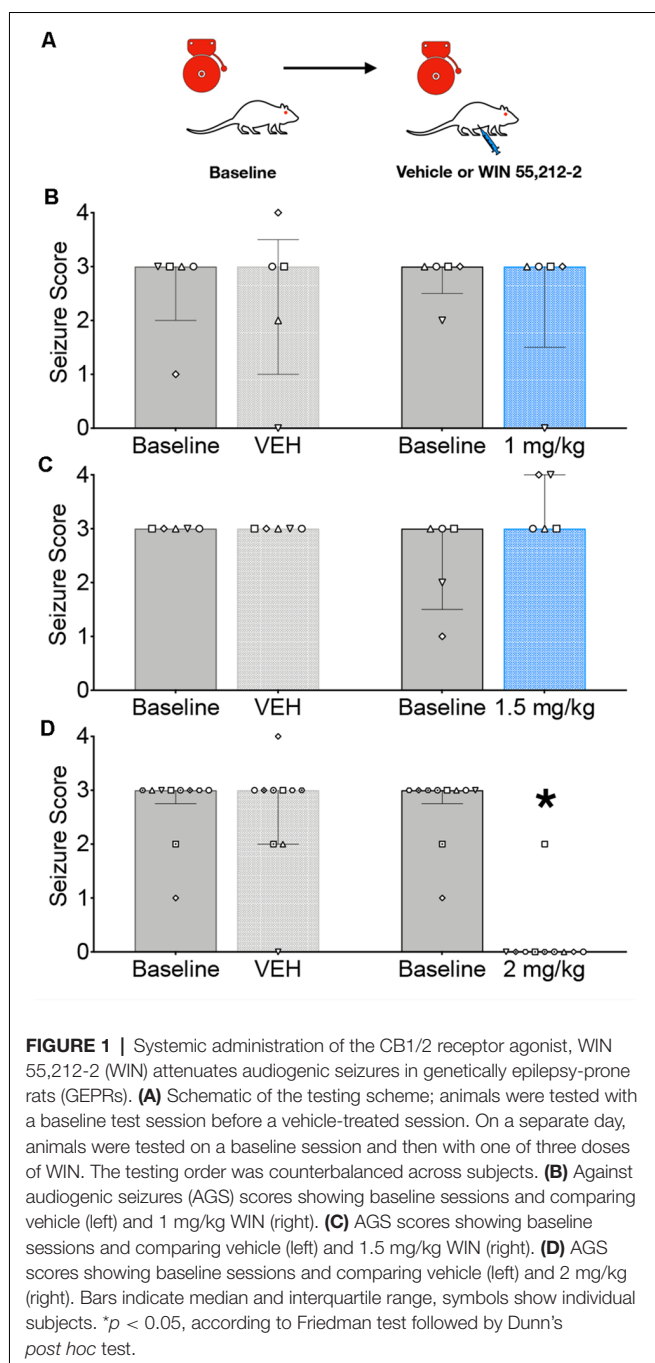 A
Baseline
Vehicle or WIN 55,212-2
B
Seizure Score
4
3
2
1
0
Baseline VEH Baseline 1 mg/kg
C
Seizure Score
4
3
2
1
0
Baseline VEH Baseline 1.5 mg/kg
D
Seizure Score
4
3
2
1
0
*
Baseline VEH Baseline 2 mg/kg
FIGURE 1 | Systemic administration of the CB1/2 receptor agonist, WIN
55,212-2 (WIN) attenuates audiogenic seizures in genetically epilepsy-prone
rats (GEPRs). (A) Schematic of the testing scheme; animals were tested with
a baseline test session before a vehicle-treated session. On a separate day,
animals were tested on a baseline session and then with one of three doses
of WIN. The testing order was counterbalanced across subjects. (B) Against
audiogenic seizures (AGS) scores showing baseline sessions and comparing
vehicle (left) and 1 mg/kg WIN (right). (C) AGS scores showing baseline
sessions and comparing vehicle (left) and 1.5 mg/kg WIN (right). (D) AGS
scores showing baseline sessions and comparing vehicle (left) and 2 mg/kg
(right). Bars indicate median and interquartile range, symbols show individual
subjects. *p < 0.05, according to Friedman test followed by Dunn's
post hoc test.